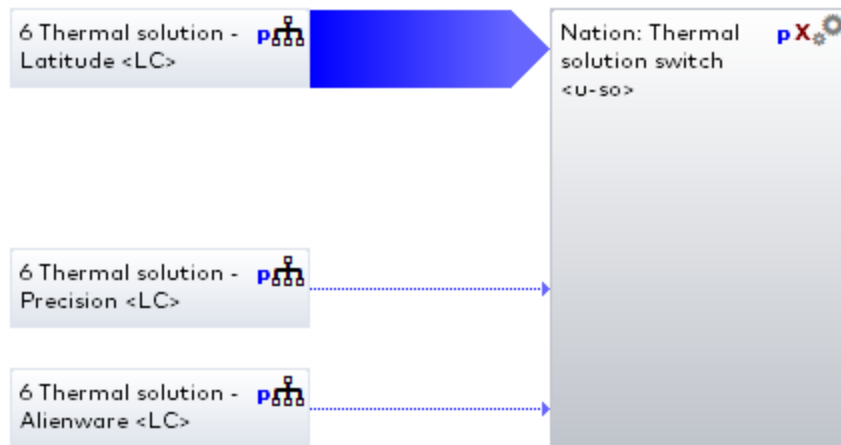 6 Thermal solution - p
Latitude <LC>
Nation: Thermal p X
solution switch
<u-so>
6 Thermal solution - p
Precision <LC>
6 Thermal solution - p
Alienware <LC>